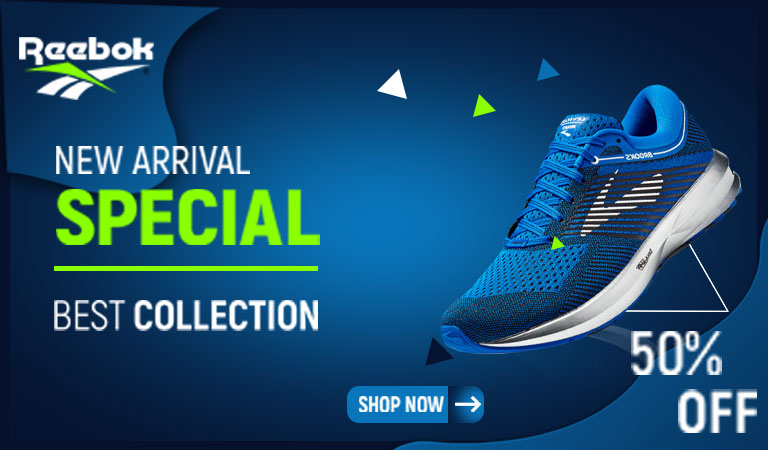 Reebok
NEW ARRIVAL
SPECIAL
BEST COLLECTION
BROOKS
50%
OFF
SHOP NOW